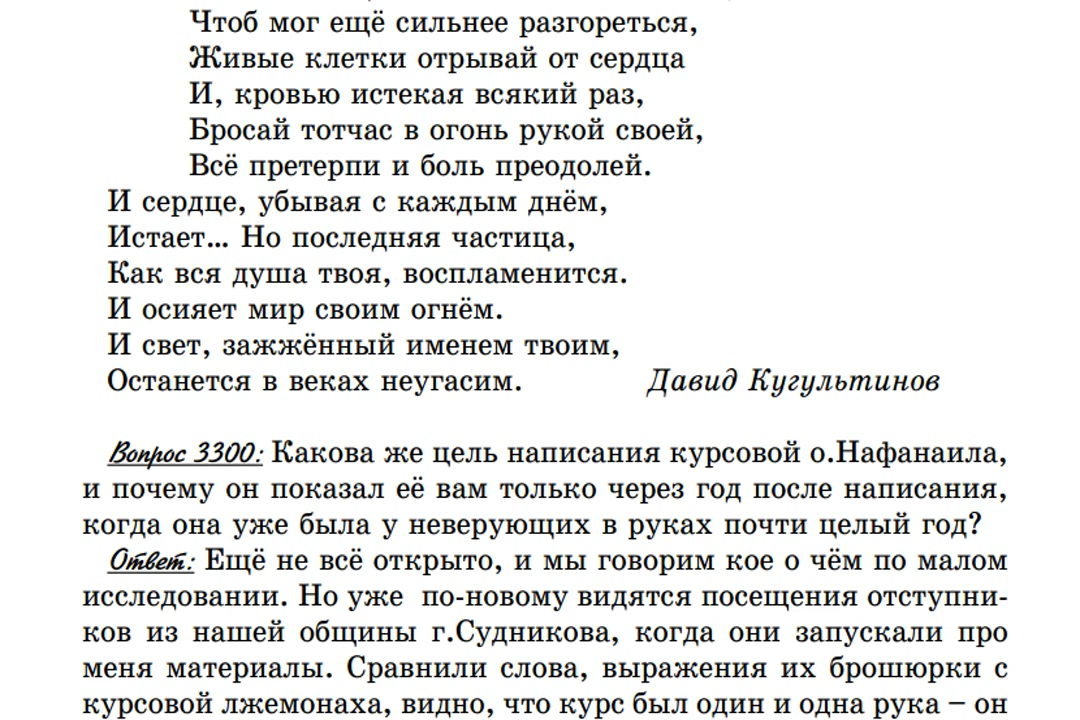 Чтоб мог ещё сильнее разгореться,
Живые клетки отрывай от сердца
И, кровью истекая всякий раз,
Бросай тотчас в огонь рукой своей,
Всё претерпи и боль преодолей.
И сердце, убывая с каждым днём,
Истает... Но последняя частица,
Как вся душа твоя, воспламенится.
И осияет мир своим огнём.
И свет, зажжённый именем твоим,
Останется в веках неугасим. Давид Кугультинов
Вопрос 3300: Какова же цель написания курсовой о.Нафанаила,
и почему он показал её вам только через год после написания,
когда она уже была у неверующих в руках почти целый год?
Ответ: Ещё не всё открыто, и мы говорим кое о чём по малом
исследовании. Но уже по-новому видятся посещения отступни-
ков из нашей общины г.Судникова, когда они запускали про
меня материалы. Сравнили слова, выражения их брошюрки с
курсовой лжемонаха, видно, что курс был один и одна рука – он